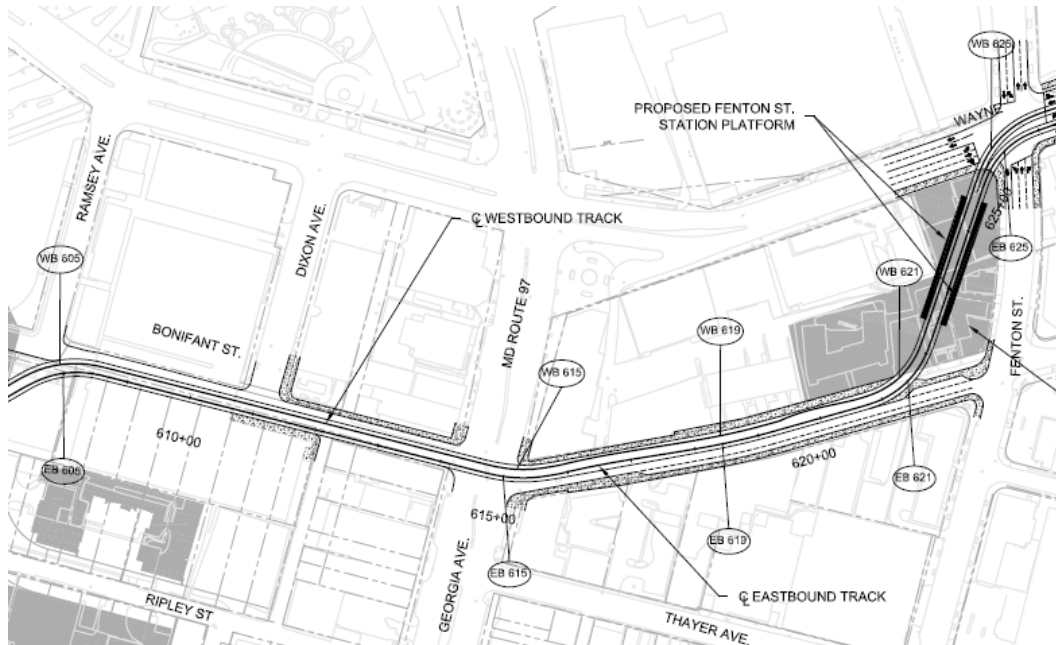 WB 625
PROPOSED FENTON ST.
STATION PLATFORM
WAYNE
RAMSEY AVE.
DIXON AVE.
℄ WESTBOUND TRACK
625+00
EB 625
WB 605
WB 621
MD ROUTE 97
BONIFANT ST.
WB 619
FENTON ST.
WB 615
610+00
EB 605
620+00
EB 621
615+00
EB 619
EB 615
GEORGIA AVE.
RIPLEY ST
℄ EASTBOUND TRACK
THAYER AVE.